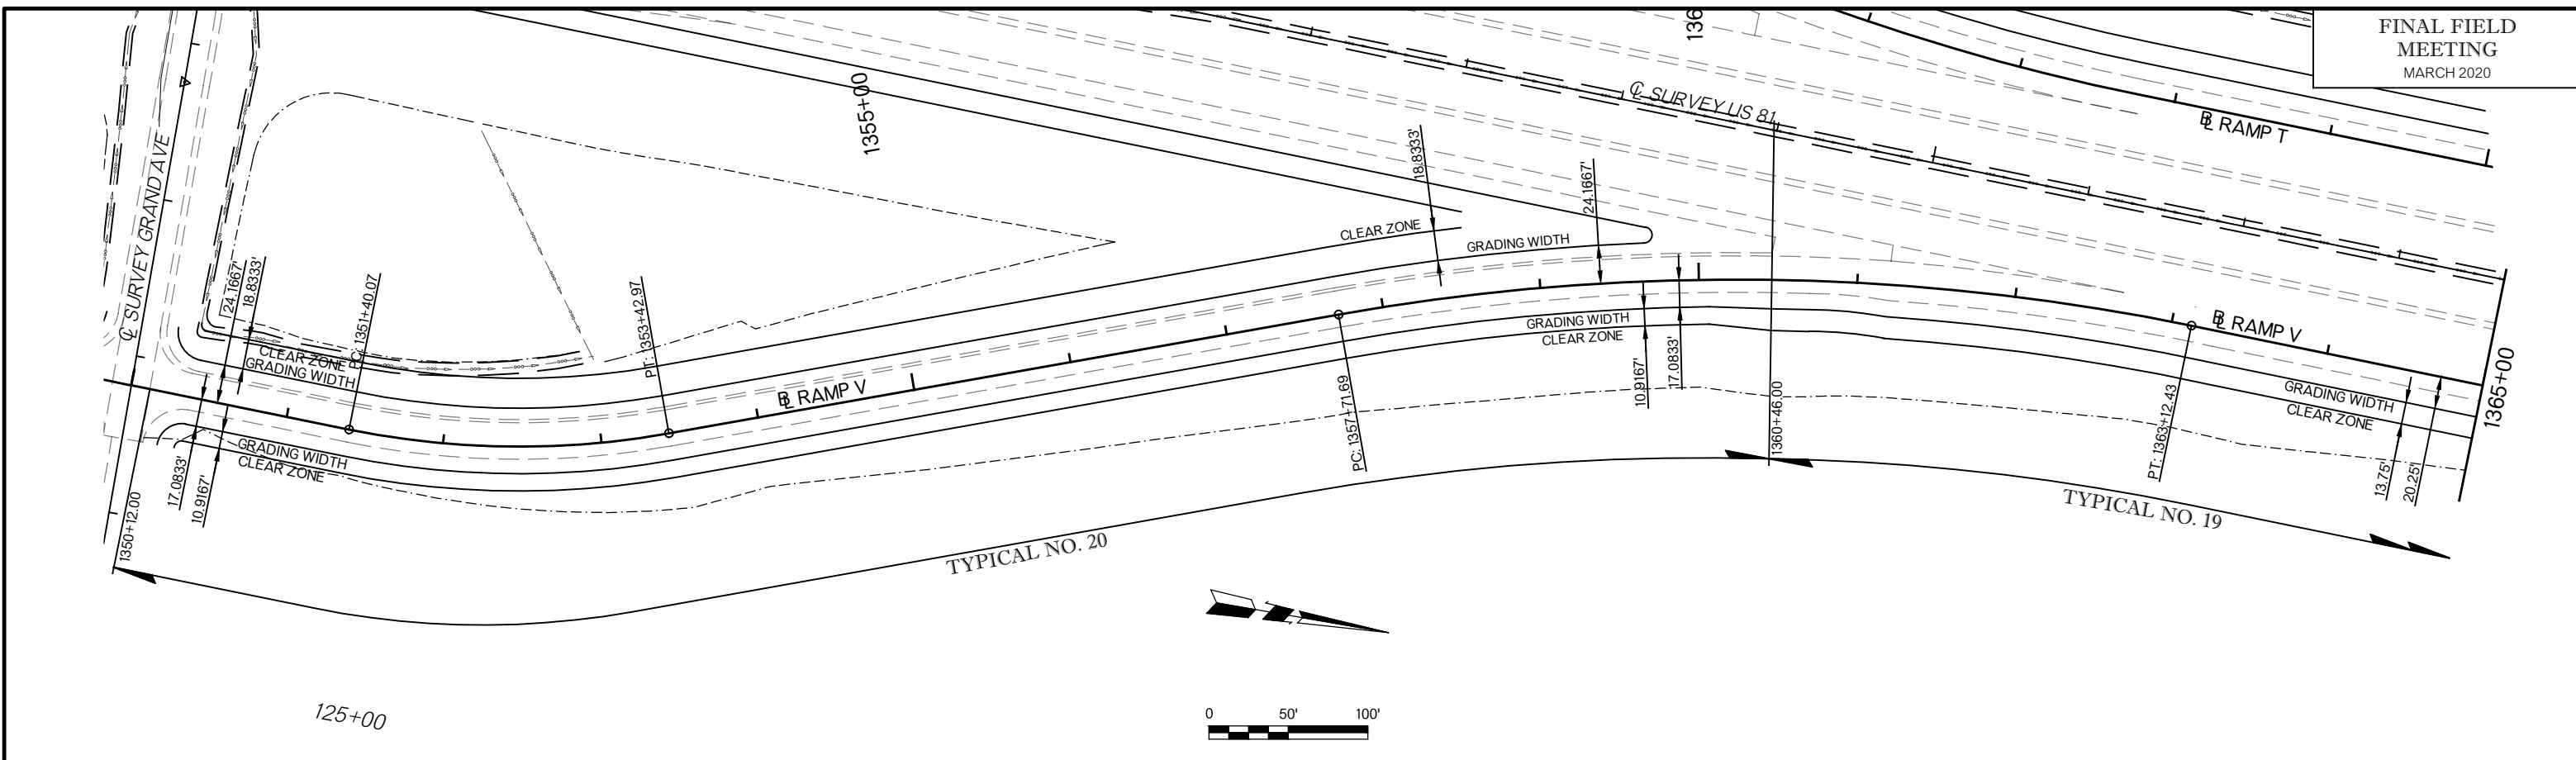 FINAL FIELD
MEETING
MARCH 2020
136
1355+00
℄ SURVEY US 81
BL RAMP T
℄ SURVEY GRAND AVE
18.8333'
24.1667'
CLEAR ZONE
GRADING WIDTH
24.1667'
18.8333'
PC: 1351+40.07
PT: 1353+42.97
CLEAR ZONE
GRADING WIDTH
BL RAMP V
GRADING WIDTH
CLEAR ZONE
10.9167'
17.0833'
BL RAMP V
1365+00
PC: 1357+71.69
1360+46.00
PT: 1363+12.43
GRADING WIDTH
CLEAR ZONE
13.75'
20.25'
GRADING WIDTH
CLEAR ZONE
17.0833'
10.9167'
1350+12.00
TYPICAL NO. 20
TYPICAL NO. 19
125+00
0 50' 100'